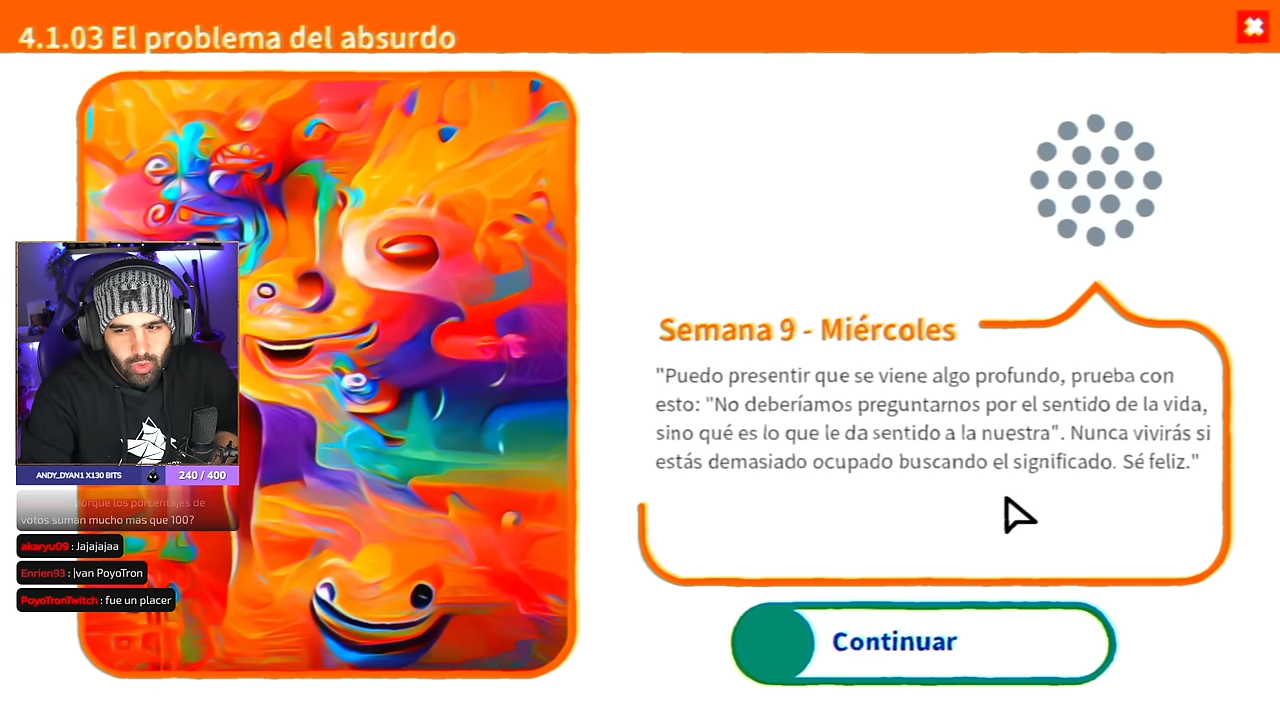 4.1.03 El problema del absurdo
Semana 9 - Miércoles
"Puedo presentir que se viene algo profundo, prueba con
esto: "No deberíamos preguntarnos por el sentido de la vida,
sino qué es lo que le da sentido a la nuestra". Nunca vivirás si
estás demasiado ocupado buscando el significado. Sé feliz."
Continuar
ANDY_DYAN1 X130 BITS
240 / 400
porque los porcentajes de
votos suman mucho mas que 100?
akaryu09 : Jajajajaa
Enrien93 : |van PoyoTron
PoyoTronTwitch : fue un placer